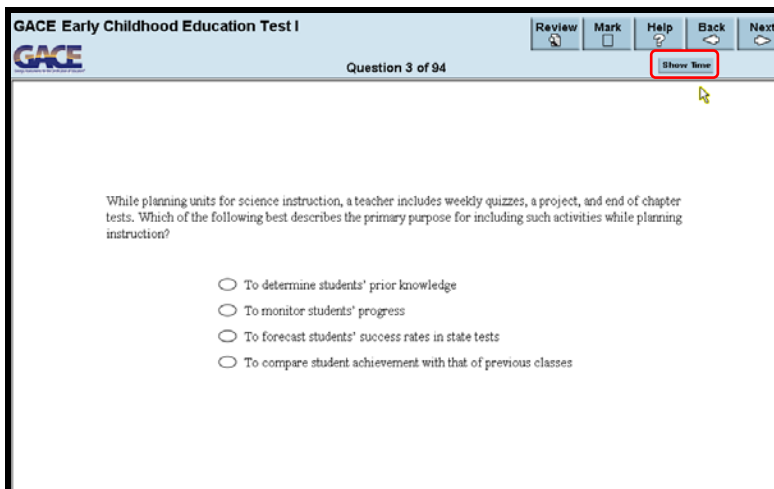 GACE Early Childhood Education Test I
Review Mark Help Back Next
GACE
Question 3 of 94
Show Time
While planning units for science instruction, a teacher includes weekly quizzes, a project, and end of chapter
tests. Which of the following best describes the primary purpose for including such activities while planning
instruction?
To determine students' prior knowledge
To monitor students' progress
To forecast students' success rates in state tests
To compare student achievement with that of previous classes